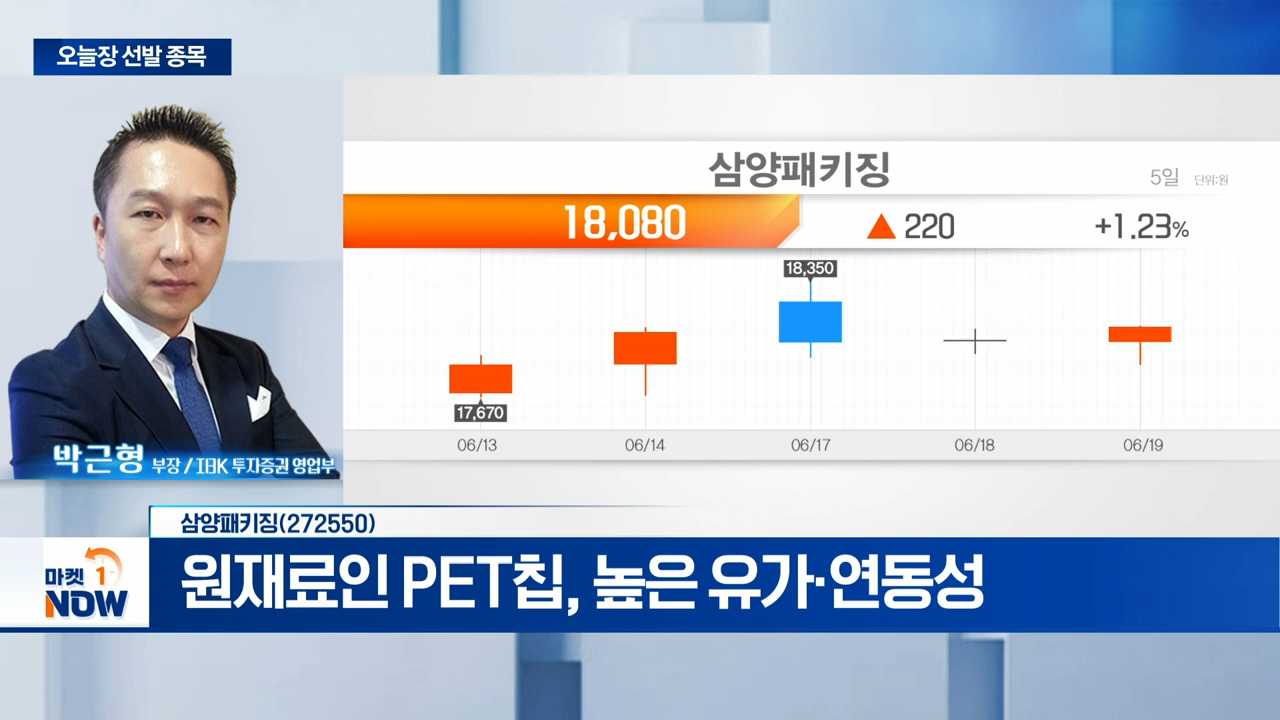 오늘장 선발 종목
삼양패키징
5일 단위:원
18,080 ▲ 220 +1.23%
18,350
17,670
06/13 06/14 06/17 06/18 06/19
박근형 부장 / IBK 투자증권 영업부
삼양패키징(272550)
마켓 1
NOW
원재료인 PET칩, 높은 유가·연동성